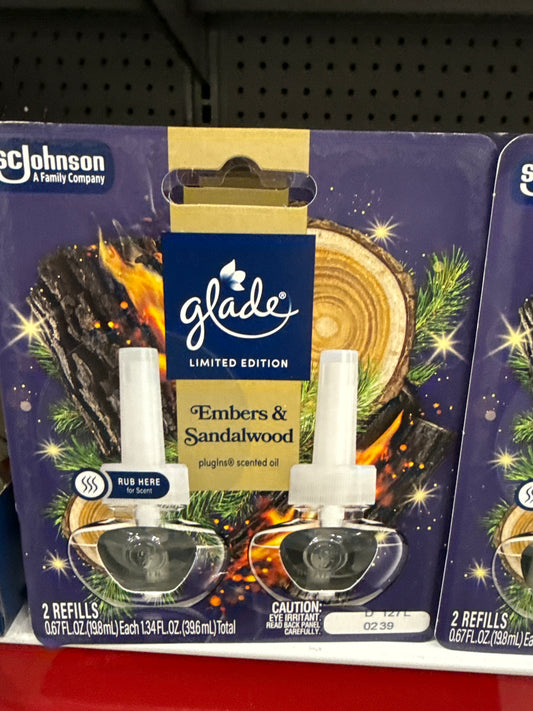 SC Johnson
A Family Company
glade®
LIMITED EDITION
Embers &
Sandalwood
plugIns® scented oil
RUB HERE
for Scent
2 REFILLS
0.67 FL.OZ.(19.8mL) Each 1.34 FL.OZ.(39.6mL) Total
CAUTION:
EYE IRRITANT.
READ BACK PANEL
CAREFULLY.
0239
2 REFILLS
0.67 FL.OZ.(19.8mL) Ea